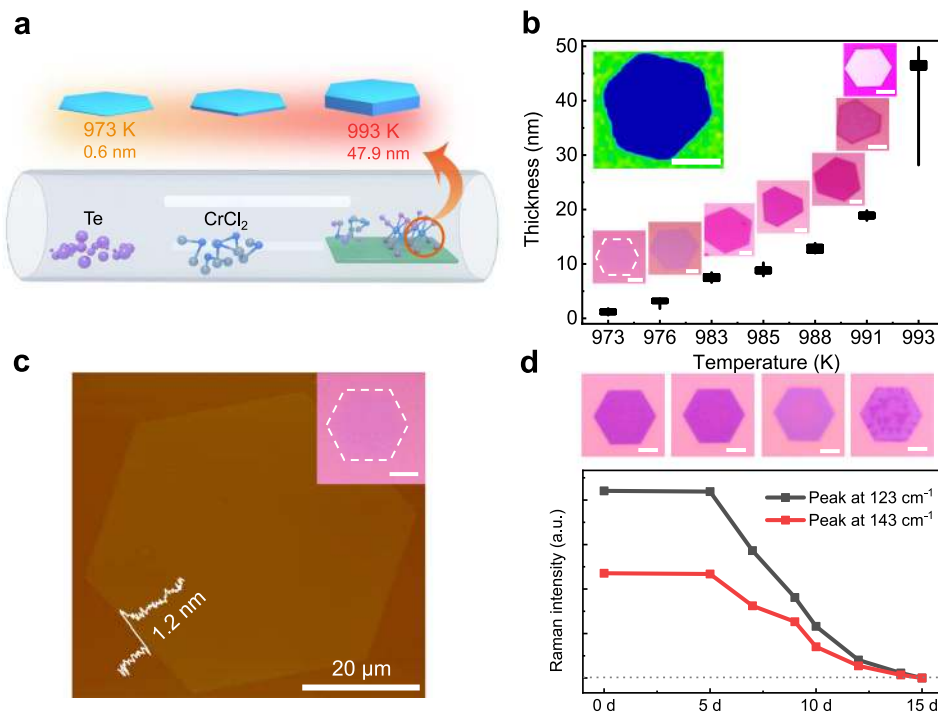 a
973 K
0.6 nm
993 K
47.9 nm
Te
CrCl₂
b
Thickness (nm)
50
40
30
20
10
0
973 976 983 985 988 991 993
Temperature (K)
c
1.2 nm
20 μm
d
Peak at 123 cm⁻¹
Peak at 143 cm⁻¹
Raman intensity (a.u.)
0 d 5 d 10 d 15 d